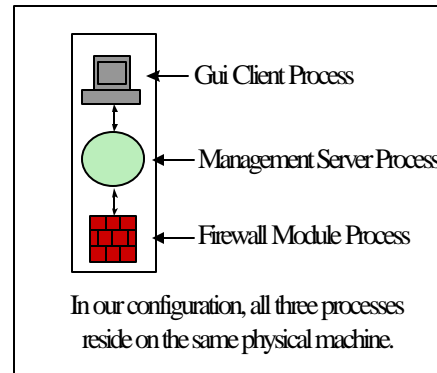 Gui Client Process
Management Server Process
Firewall Module Process
In our configuration, all three processes
reside on the same physical machine.